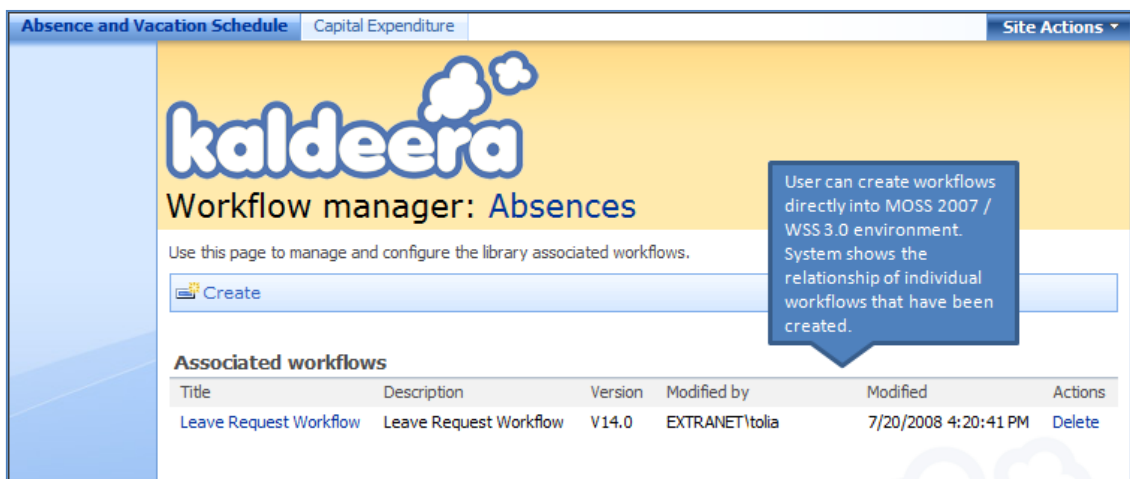 Absence and Vacation Schedule Capital Expenditure Site Actions
kaldeera
Workflow manager: Absences
Use this page to manage and configure the library associated workflows.
Create
User can create workflows
directly into MOSS 2007 /
WSS 3.0 environment.
System shows the
relationship of individual
workflows that have been
created.
Associated workflows
Title Description Version Modified by Modified Actions
Leave Request Workflow Leave Request Workflow V14.0 EXTRANET\tolia 7/20/2008 4:20:41 PM Delete